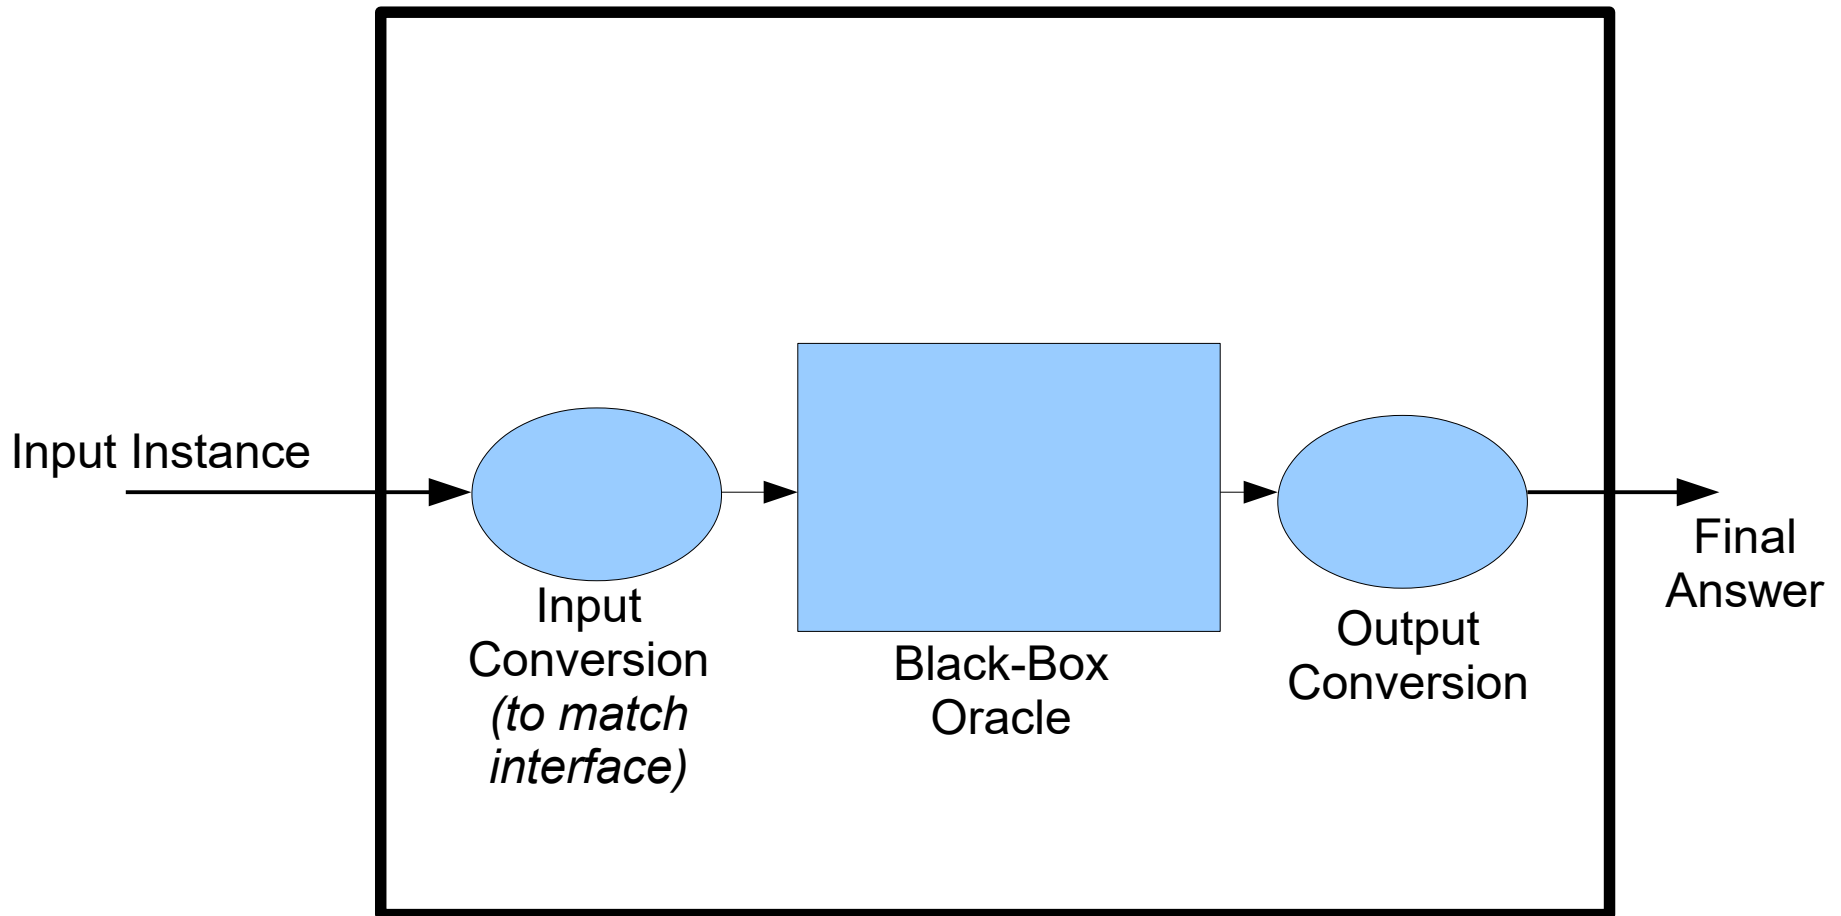 Input Instance
Input
Conversion
(to match
interface)
Black-Box
Oracle
Output
Conversion
Final
Answer